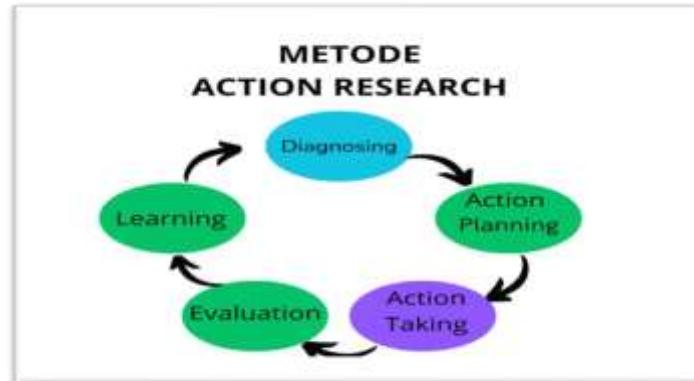 METODE
ACTION RESEARCH
Diagnosing
Action
Planning
Action
Taking
Evaluation
Learning